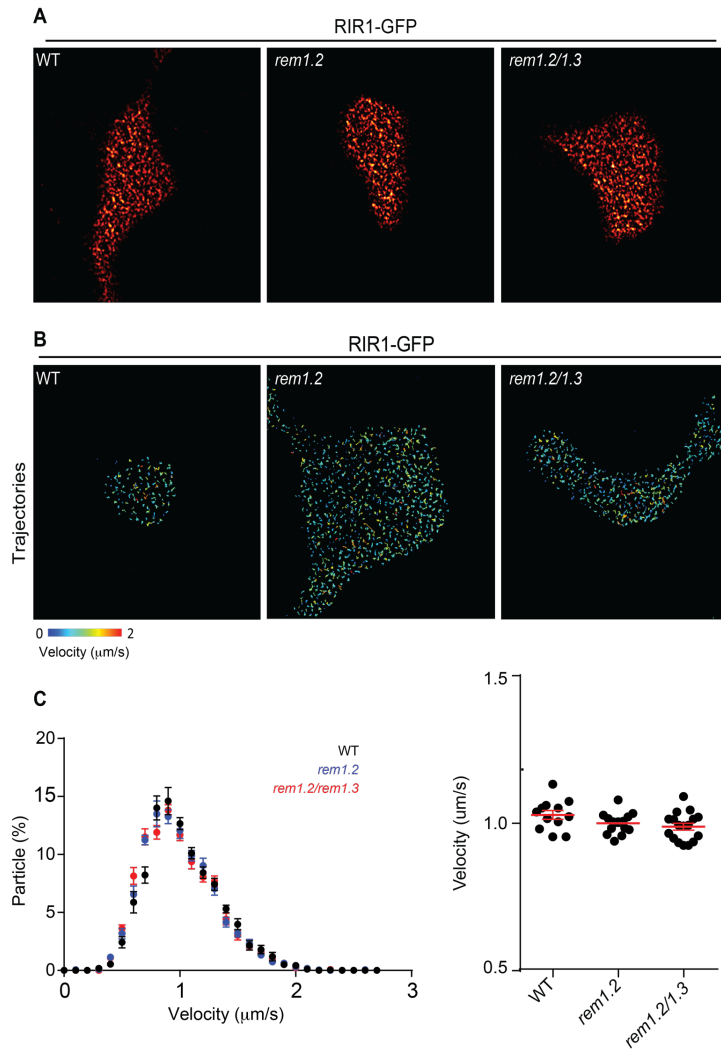 A
RIR1-GFP
WT
rem1.2
rem1.2/1.3
B
RIR1-GFP
WT
rem1.2
rem1.2/1.3
Trajectories
0 2
Velocity (μm/s)
C
20
15
10
5
0
Particle (%)
WT
rem1.2
rem1.2/rem1.3
0 1 2 3
Velocity (μm/s)
1.5
1.0
0.5
Velocity (um/s)
WT
rem1.2
rem1.2/1.3